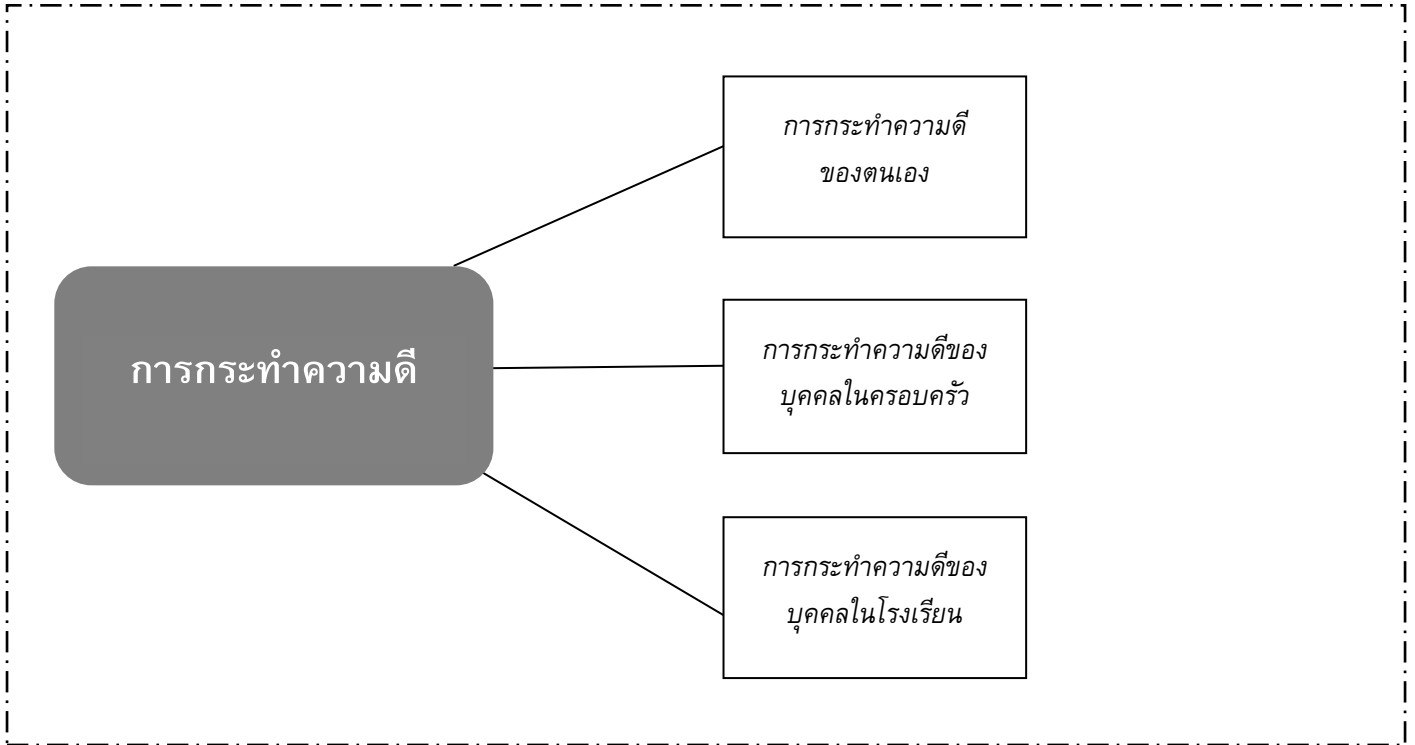 การกระทำความดี
การกระทำความดี
ของตนเอง
การกระทำความดีของ
บุคคลในครอบครัว
การกระทำความดีของ
บุคคลในโรงเรียน